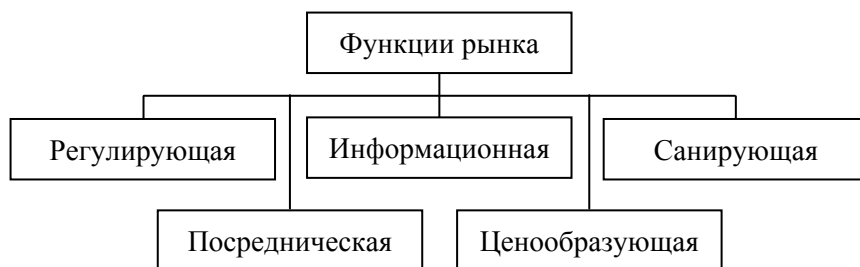 Функции рынка
Регулирующая
Информационная
Санирующая
Посредническая
Ценообразующая